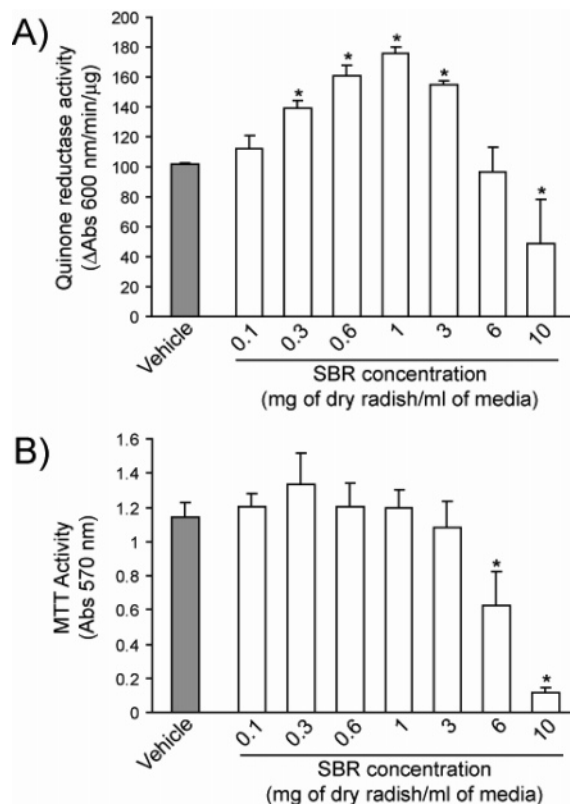 A)
Quinone reductase activity
(ΔAbs 600 nm/min/µg)
200
180
160
140
120
100
80
60
40
20
0
* * * * *
Vehicle 0.1 0.3 0.6 1 3 6 10
SBR concentration
(mg of dry radish/ml of media)
B)
MTT Activity
(Abs 570 nm)
1.6
1.4
1.2
1
0.8
0.6
0.4
0.2
0
* *
Vehicle 0.1 0.3 0.6 1 3 6 10
SBR concentration
(mg of dry radish/ml of media)